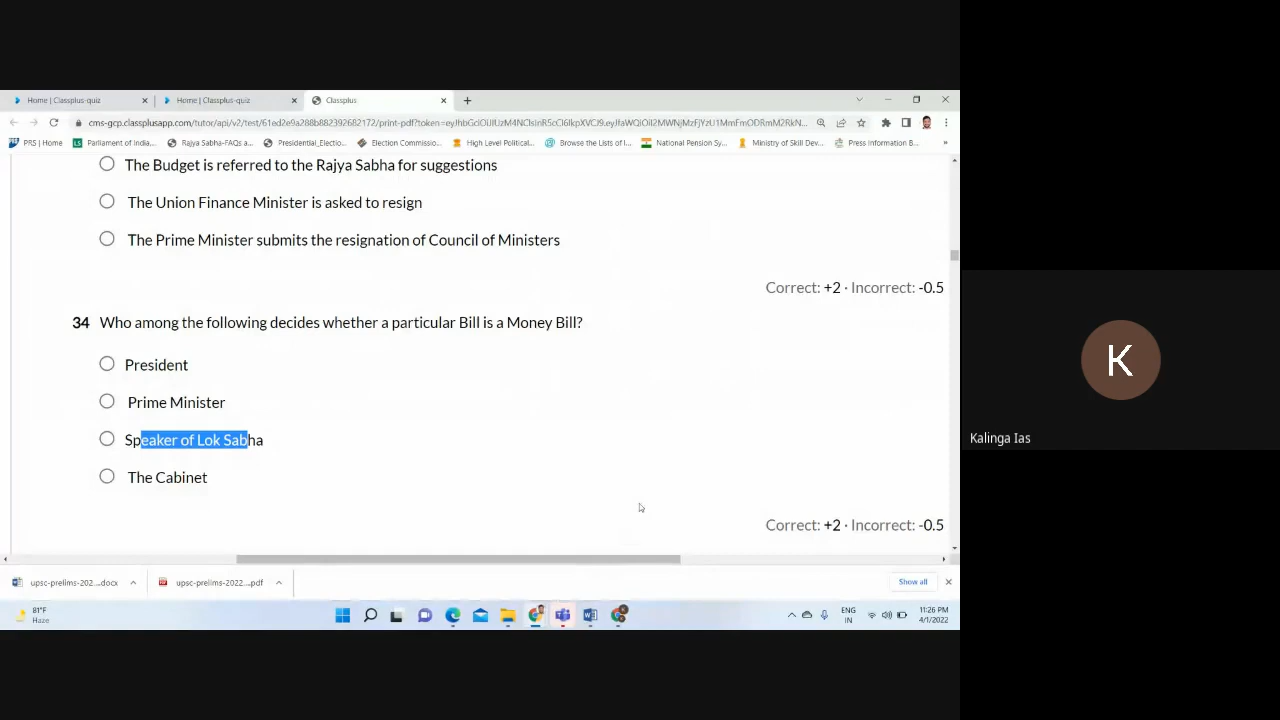 Home | Classplus-quiz
Home | Classplus-quiz
Classplus
The Budget is referred to the Rajya Sabha for suggestions
The Union Finance Minister is asked to resign
The Prime Minister submits the resignation of Council of Ministers
Correct: +2 · Incorrect: -0.5
34 Who among the following decides whether a particular Bill is a Money Bill?
President
Prime Minister
Speaker of Lok Sabha
The Cabinet
Correct: +2 · Incorrect: -0.5
PRS | Home
Parliament of India,...
Rajya Sabha-FAQs a...
Presidential_Electio...
Election Commissio...
High Level Political...
Browse the Lists of I...
National Pension Sy...
Ministry of Skill Dev...
Press Information B...
upsc-prelims-202....docx
upsc-prelims-2022....pdf
Show all
81°F
Haze
ENG
IN
11:26 PM
4/1/2022
K
Kalinga Ias